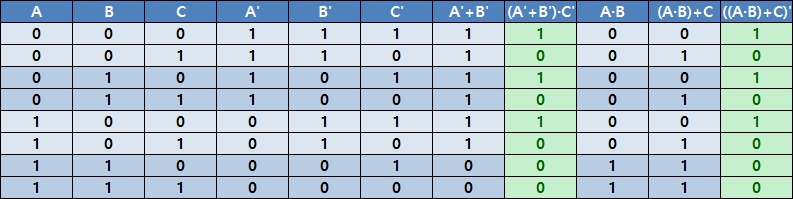 A B C A' B' C' A'+B' (A'+B')·C' A·B (A·B)+C ((A·B)+C)'
0 0 0 1 1 1 1 1 0 0 1
0 0 1 1 1 0 1 0 0 1 0
0 1 0 1 0 1 1 1 0 0 1
0 1 1 1 0 0 1 0 0 1 0
1 0 0 0 1 1 1 1 0 0 1
1 0 1 0 1 0 1 0 0 1 0
1 1 0 0 0 1 0 0 1 1 0
1 1 1 0 0 0 0 0 1 1 0